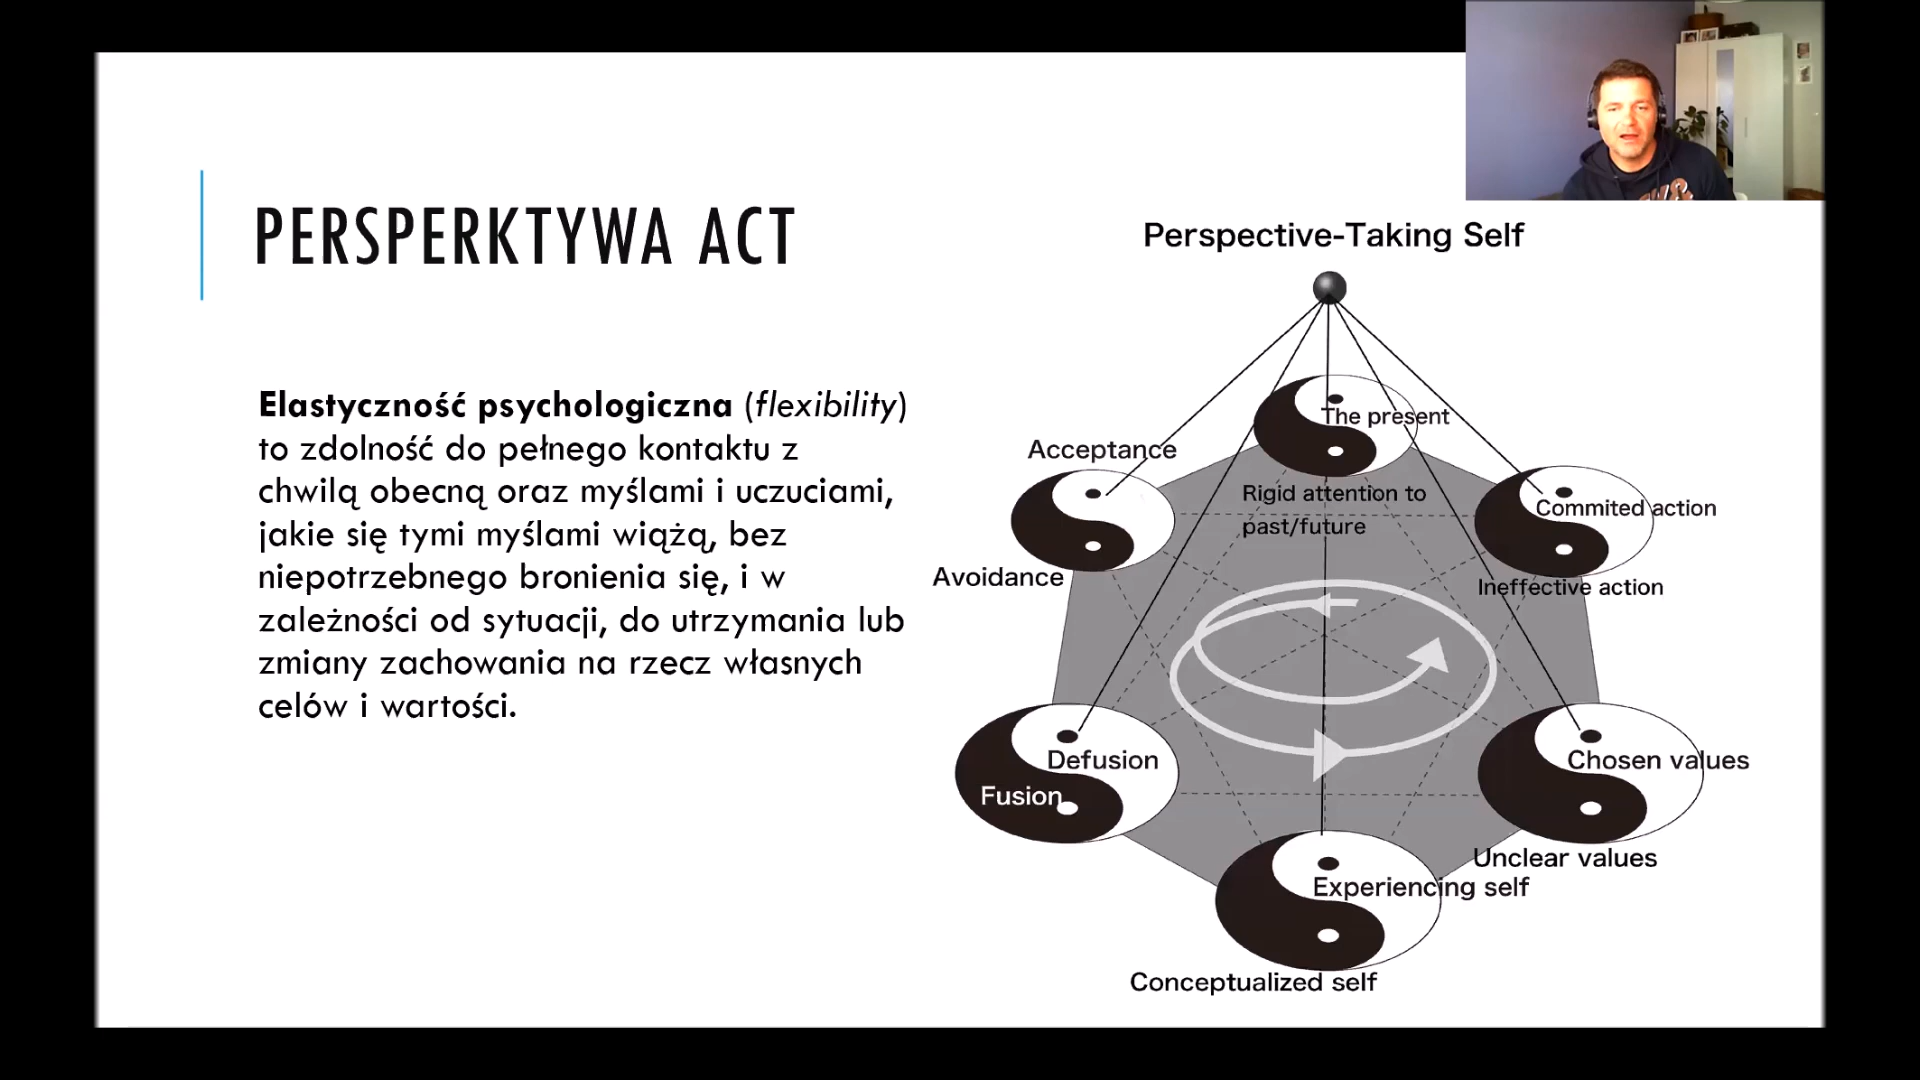 PERSPERKTYWA ACT
Elastyczność psychologiczna (flexibility)
to zdolność do pełnego kontaktu z
chwilą obecną oraz myślami i uczuciami,
jakie się tymi myślami wiążą, bez
niepotrzebnego bronienia się, i w
zależności od sytuacji, do utrzymania lub
zmiany zachowania na rzecz własnych
celów i wartości.
Perspective-Taking Self
The present
Rigid attention to
past/future
Acceptance
Avoidance
Commited action
Ineffective action
Defusion
Fusion
Chosen values
Unclear values
Experiencing self
Conceptualized self